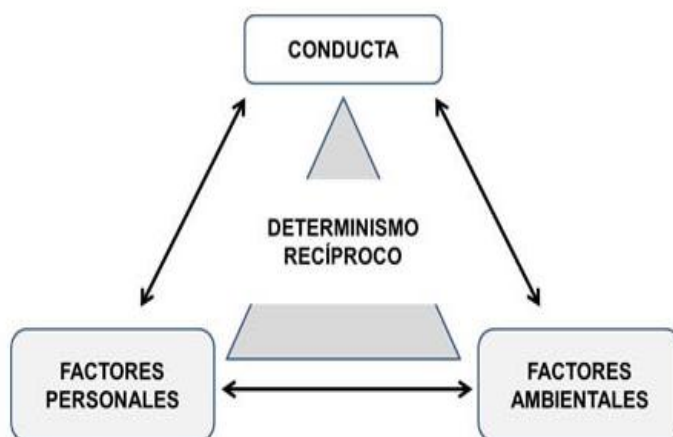 CONDUCTA
DETERMINISMO
RECÍPROCO
FACTORES
PERSONALES
FACTORES
AMBIENTALES